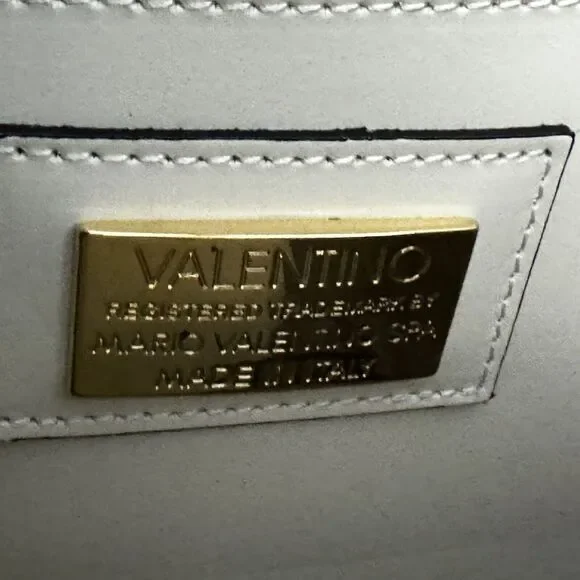 VALENTINO
REGISTERED TRADEMARK BY
MARIO VALENTINO SPA
MADE IN ITALY